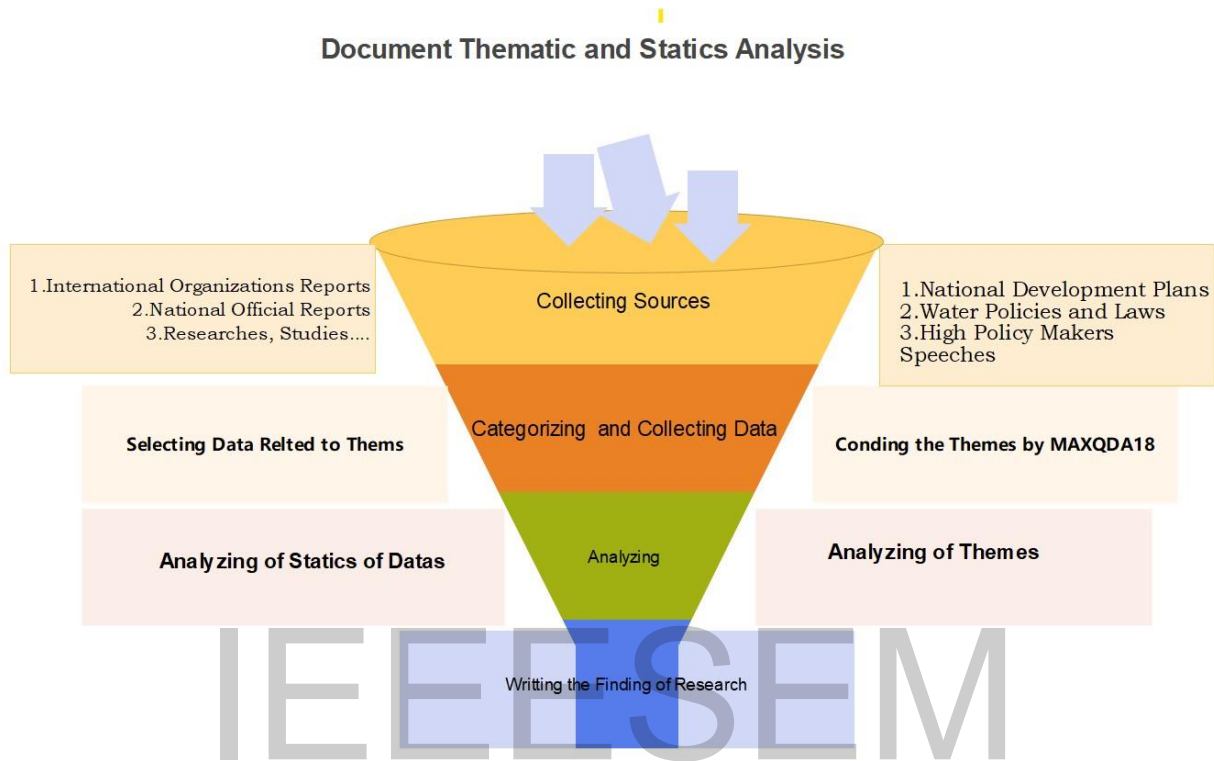 Document Thematic and Statics Analysis
1.International Organizations Reports
2.National Official Reports
3.Researches, Studies....
Collecting Sources
1.National Development Plans
2.Water Policies and Laws
3.High Policy Makers
Speeches
Selecting Data Relted to Thems
Categorizing and Collecting Data
Conding the Themes by MAXQDA18
Analyzing of Statics of Datas
Analyzing
Analyzing of Themes
Writting the Finding of Research
IEEESEM